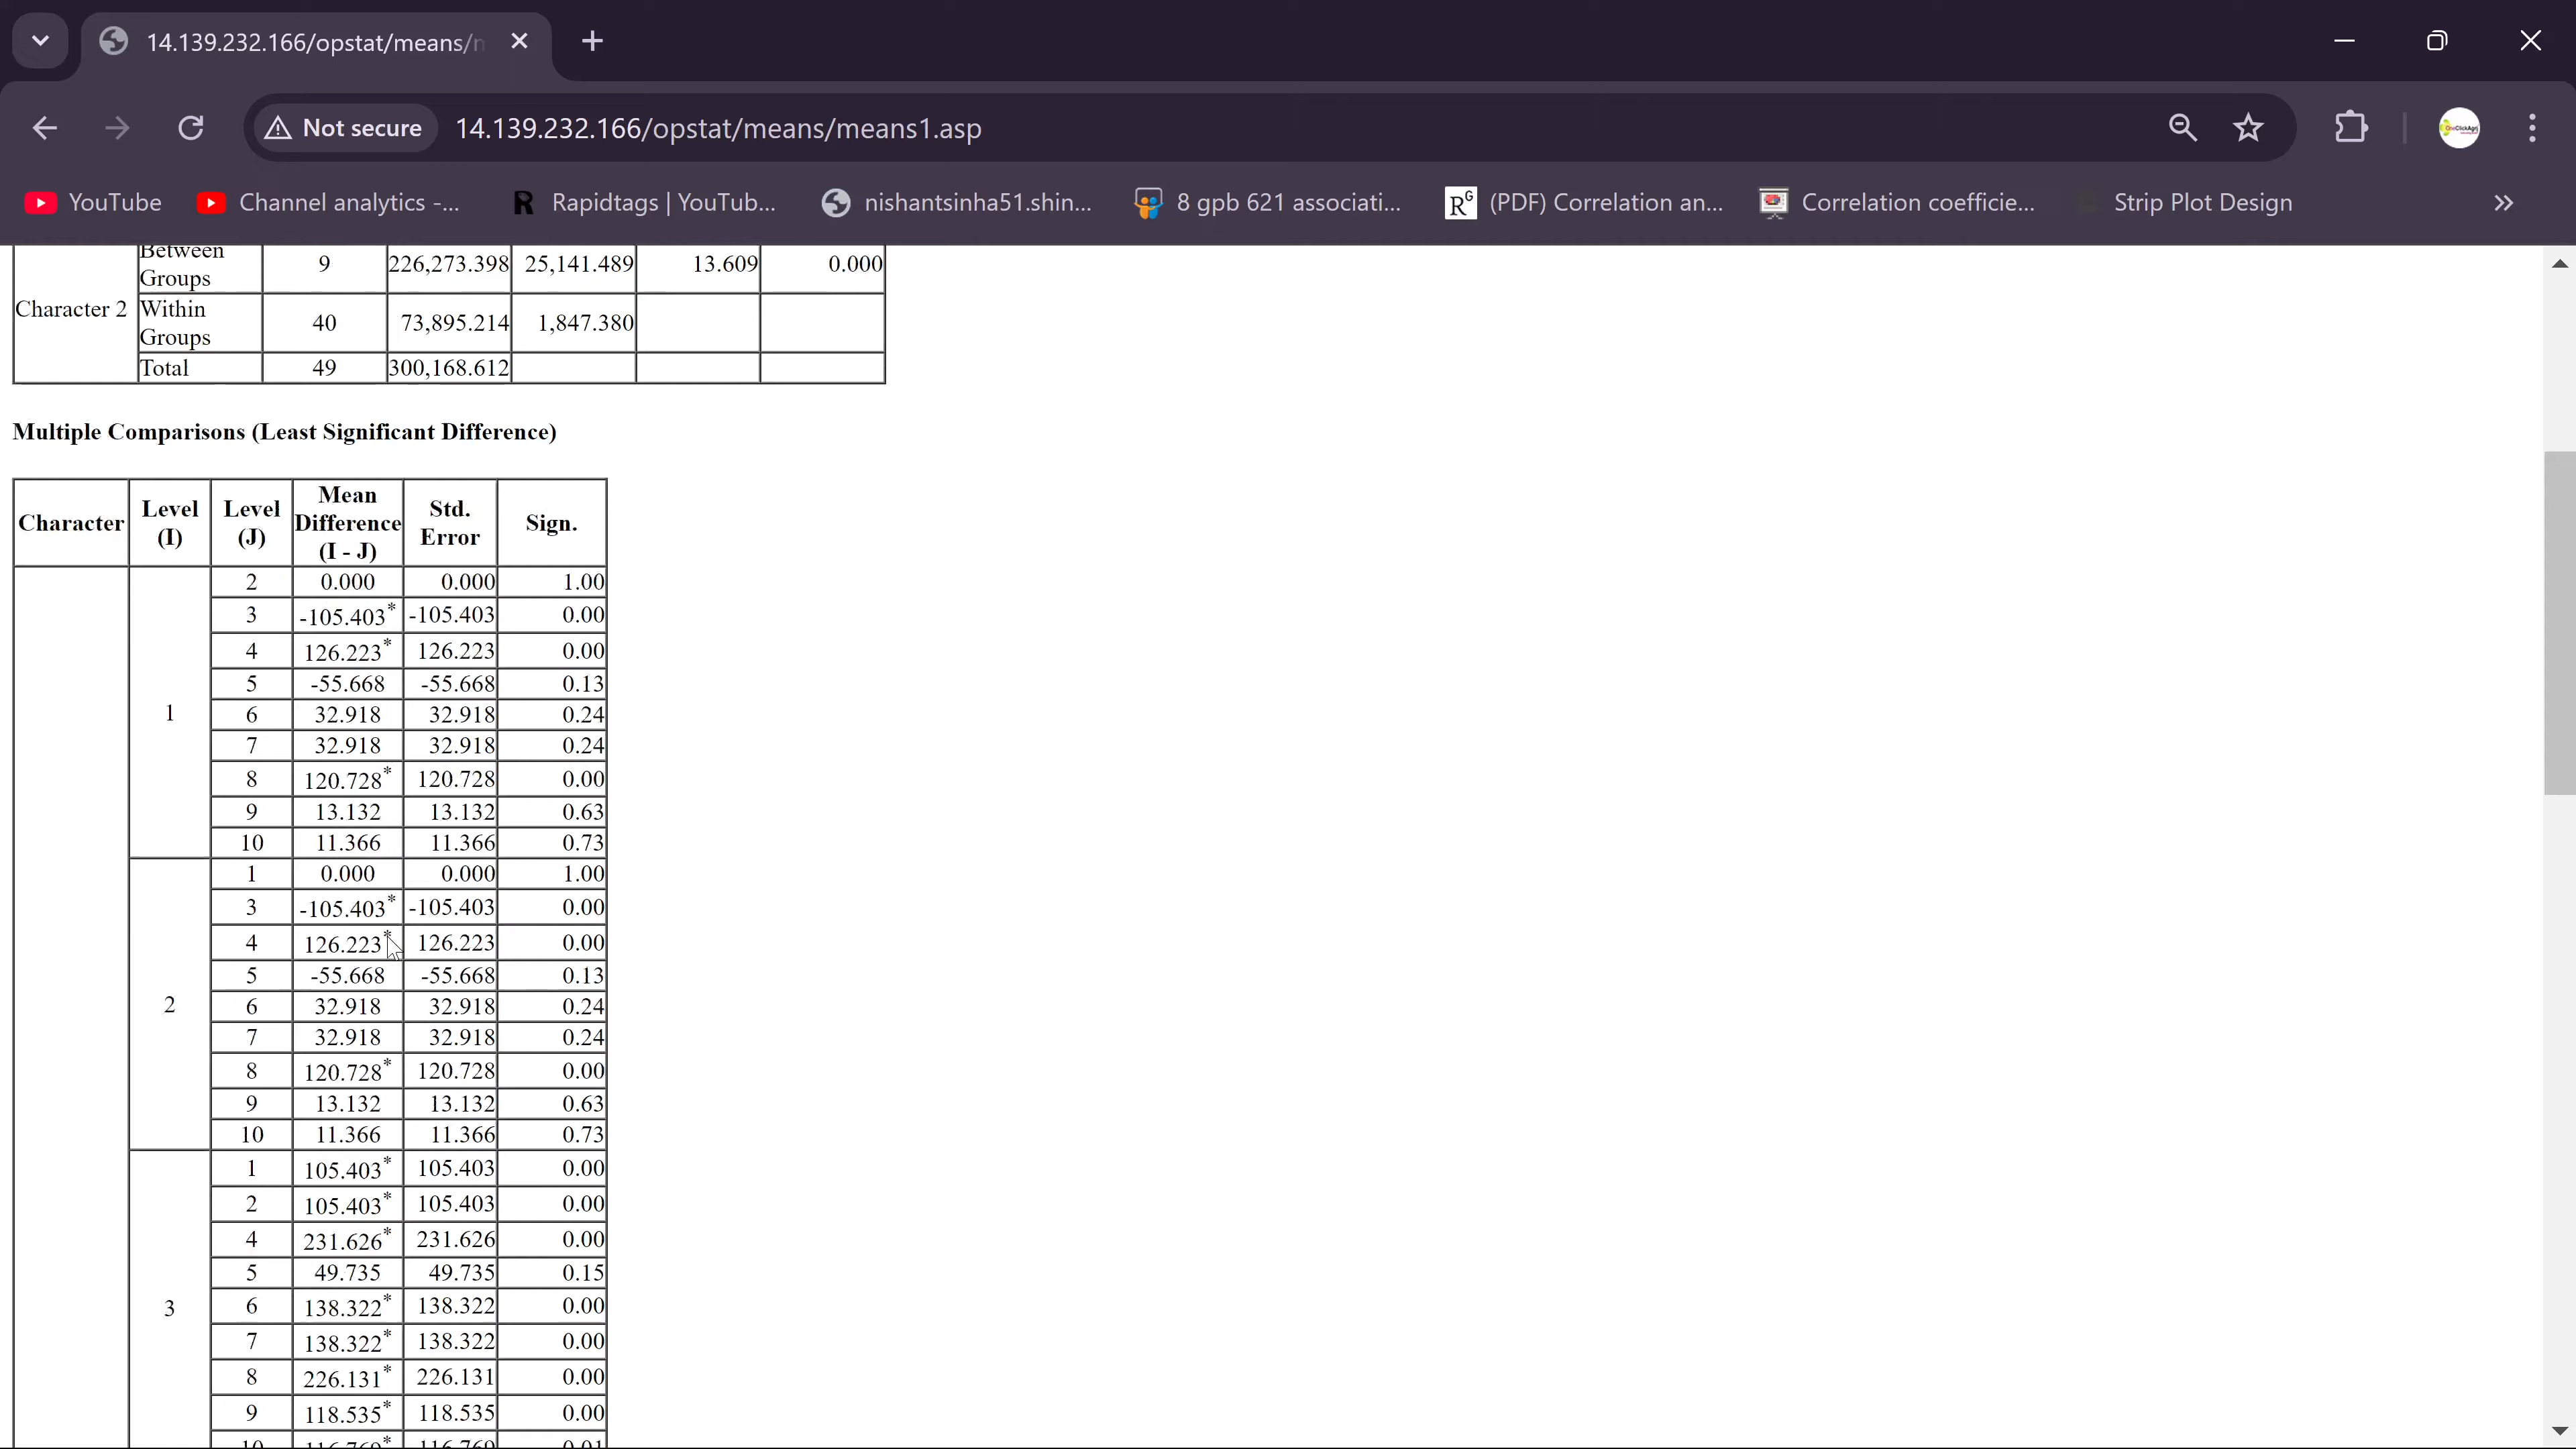 14.139.232.166/opstat/means/n
Not secure 14.139.232.166/opstat/means/means1.asp
YouTube Channel analytics -... Rapidtags | YouTub... nishantsinha51.shin... 8 gpb 621 associati... (PDF) Correlation an... Correlation coefficie... Strip Plot Design »
Character 2 Between Groups 9 226,273.398 25,141.489 13.609 0.000
Within Groups 40 73,895.214 1,847.380
Total 49 300,168.612
Multiple Comparisons (Least Significant Difference)
Character Level (I) Level (J) Mean Difference (I - J) Std. Error Sign.
1 2 0.000 0.000 1.00
3 -105.403* -105.403 0.00
4 126.223* 126.223 0.00
5 -55.668 -55.668 0.13
6 32.918 32.918 0.24
7 32.918 32.918 0.24
8 120.728* 120.728 0.00
9 13.132 13.132 0.63
10 11.366 11.366 0.73
2 1 0.000 0.000 1.00
3 -105.403* -105.403 0.00
4 126.223* 126.223 0.00
5 -55.668 -55.668 0.13
6 32.918 32.918 0.24
7 32.918 32.918 0.24
8 120.728* 120.728 0.00
9 13.132 13.132 0.63
10 11.366 11.366 0.73
3 1 105.403* 105.403 0.00
2 105.403* 105.403 0.00
4 231.626* 231.626 0.00
5 49.735 49.735 0.15
6 138.322* 138.322 0.00
7 138.322* 138.322 0.00
8 226.131* 226.131 0.00
9 118.535* 118.535 0.00
10 116.769* 116.769 0.01